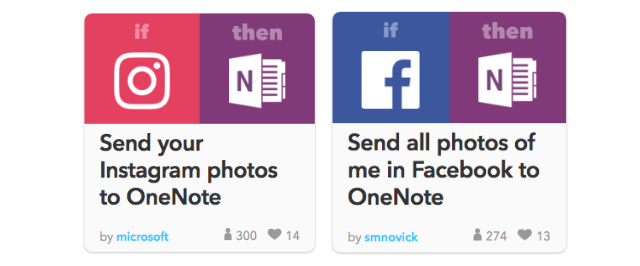 if then
Send your
Instagram photos
to OneNote
by microsoft 300 14
if then
N
Send all photos of
me in Facebook to
OneNote
by smnovick 274 13